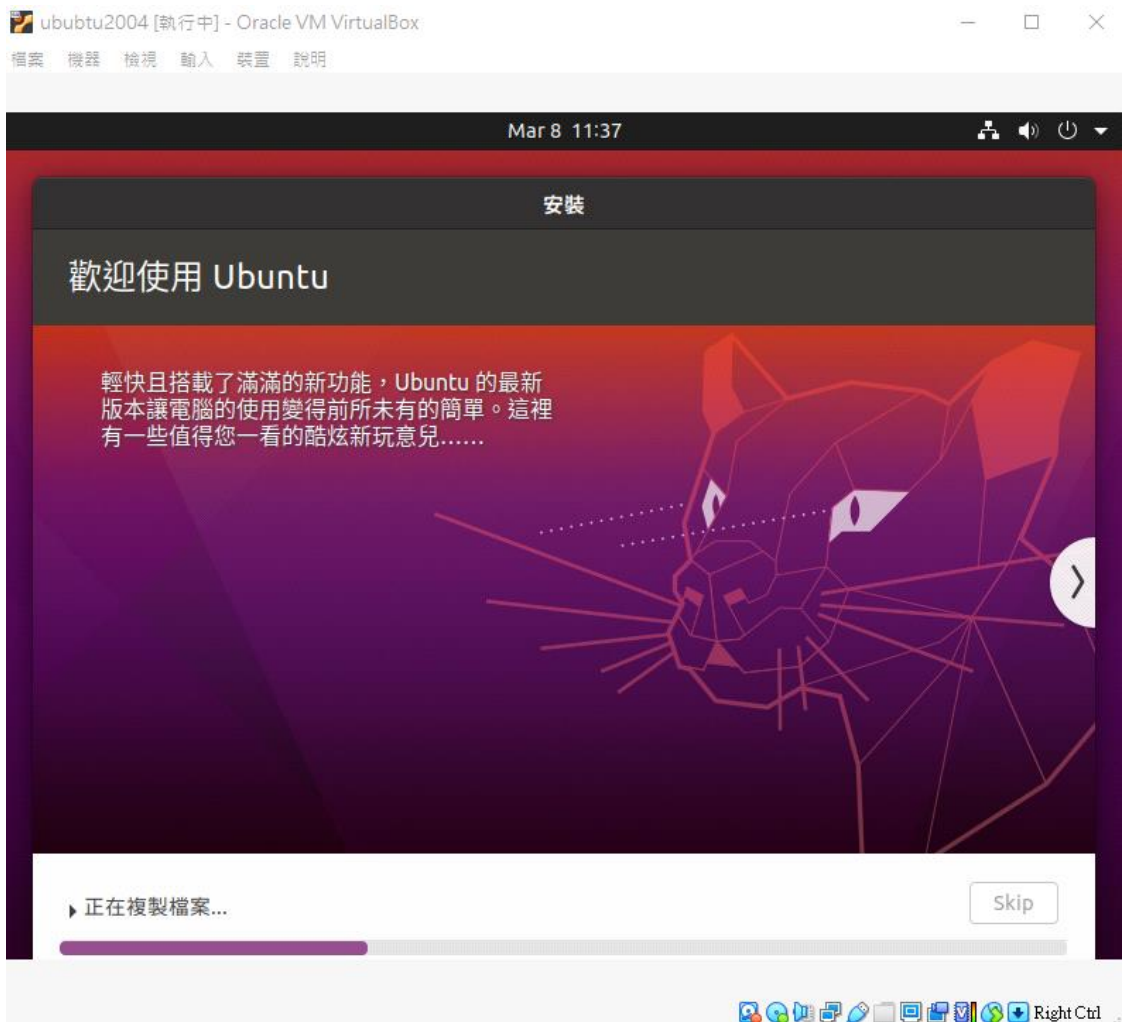 ububtu2004 [執行中] - Oracle VM VirtualBox
檔案 機器 檢視 輸入 裝置 說明
Mar 8 11:37
安裝
歡迎使用 Ubuntu
輕快且搭載了滿滿的新功能，Ubuntu 的最新
版本讓電腦的使用變得前所未有的簡單。這裡
有一些值得您一看的酷炫新玩意兒......
正在複製檔案...
Skip
Right Ctrl